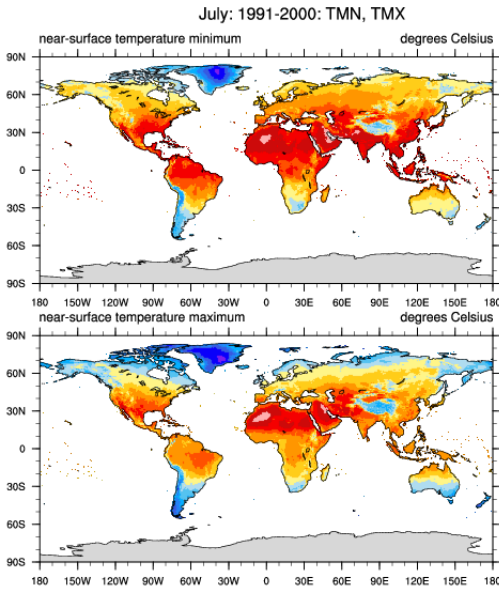 July: 1991-2000: TMN, TMX
near-surface temperature minimum degrees Celsius
90N
60N
30N
0
30S
60S
90S
180 150W 120W 90W 60W 30W 0 30E 60E 90E 120E 150E 180
near-surface temperature maximum degrees Celsius
90N
60N
30N
0
30S
60S
90S
180 150W 120W 90W 60W 30W 0 30E 60E 90E 120E 150E 180